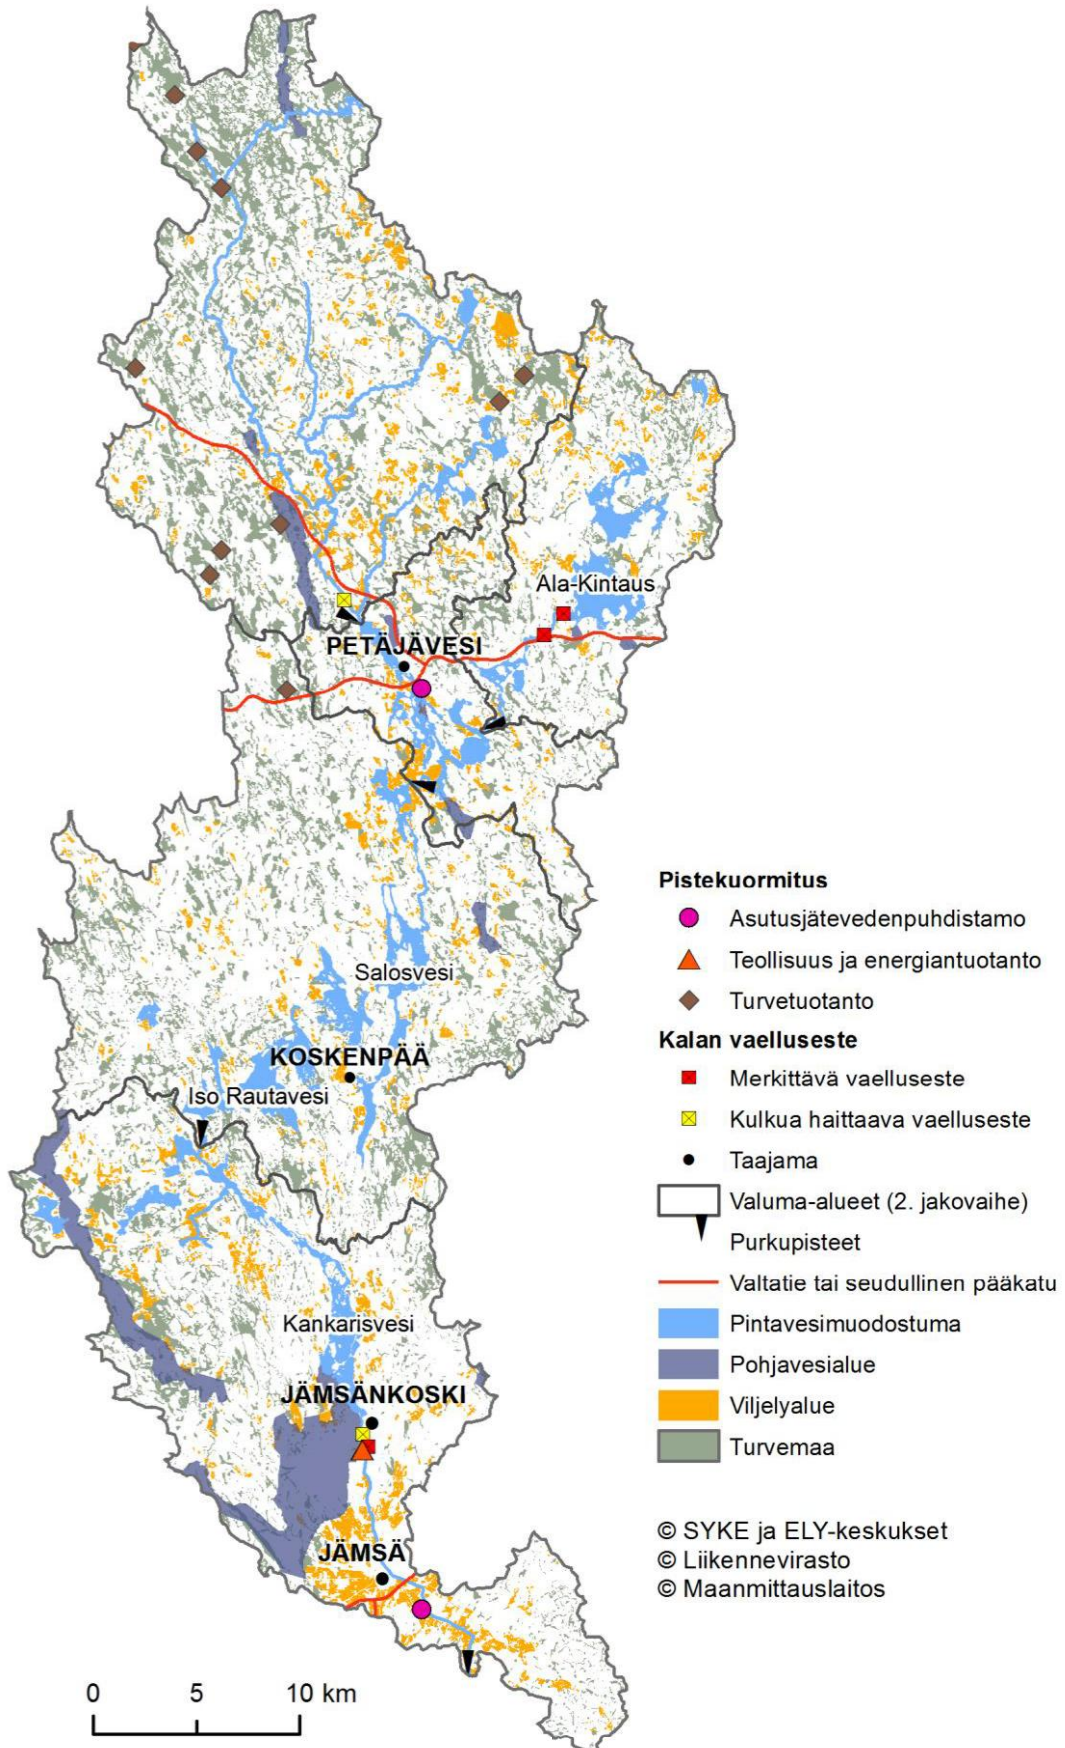 Ala-Kintaus
PETÄJÄVESI
Salosvesi
KOSKENPÄÄ
Iso Rautavesi
Kankarisvesi
JÄMSÄNKOSKI
JÄMSÄ
0 5 10 km
Pistekuormitus
Asutusjätevedenpuhdistamo
Teollisuus ja energiantuotanto
Turvetuotanto
Kalan vaelluseste
Merkittävä vaelluseste
Kulkua haittaava vaelluseste
Taajama
Valuma-alueet (2. jakovaihe)
Purkupisteet
Valtatie tai seudullinen pääkatu
Pintavesimuodostuma
Pohjavesialue
Viljelyalue
Turvemaa
© SYKE ja ELY-keskukset
© Liikennevirasto
© Maanmittauslaitos